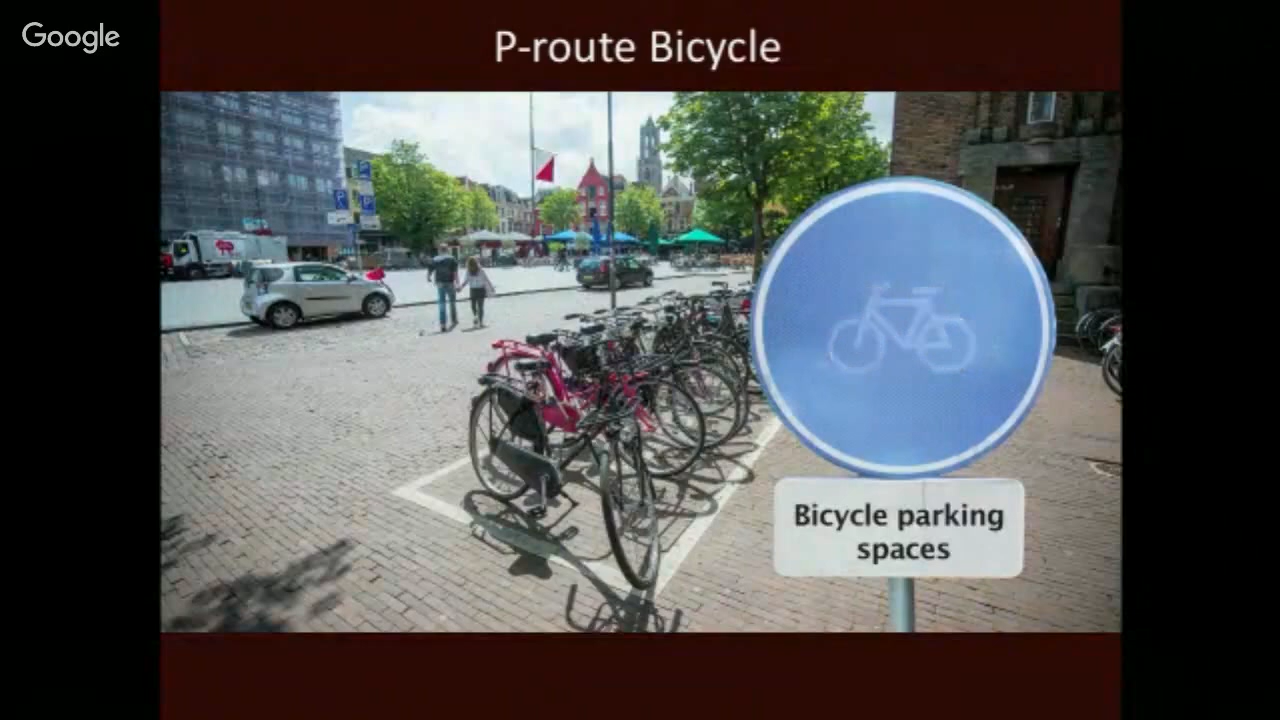 Google
P-route Bicycle
P
P
P
Bicycle parking
spaces